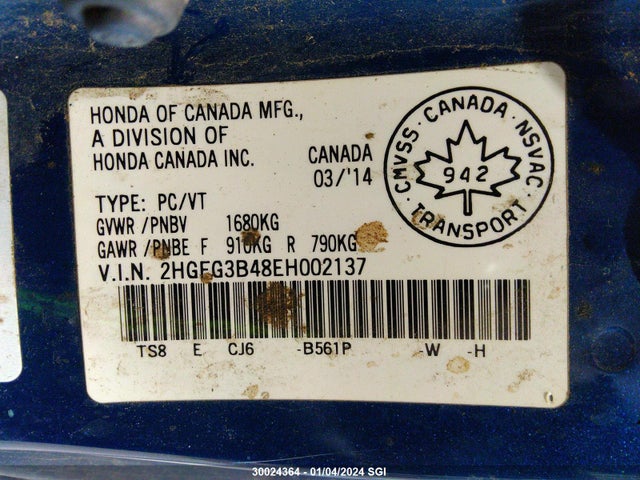 HONDA OF CANADA MFG.,
A DIVISION OF
HONDA CANADA INC.
CANADA
03/'14
TYPE: PC/VT
GVWR /PNBV 1680KG
GAWR /PNBE F 910KG R 790KG
V.I.N. 2HGFG3B48EH002137
TS8 E CJ6 -B561P -W -H
CMVSS · CANADA · NSVAC
942
· TRANSPORT ·
30024364 - 01/04/2024 SGI